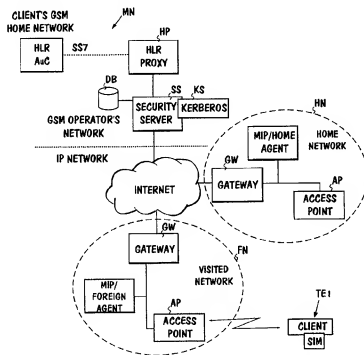 CLIENT'S GSM
HOME NETWORK
MN
HLR
AuC
SS7
HP
HLR
PROXY
DB
SS
KS
SECURITY
SERVER
KERBEROS
GSM OPERATOR'S
NETWORK
IP NETWORK
HN
MIP/HOME
AGENT
HOME
NETWORK
INTERNET
GW
GATEWAY
AP
ACCESS
POINT
GW
GATEWAY
FN
VISITED
NETWORK
MIP/
FOREIGN
AGENT
AP
ACCESS
POINT
TE1
CLIENT
SIM